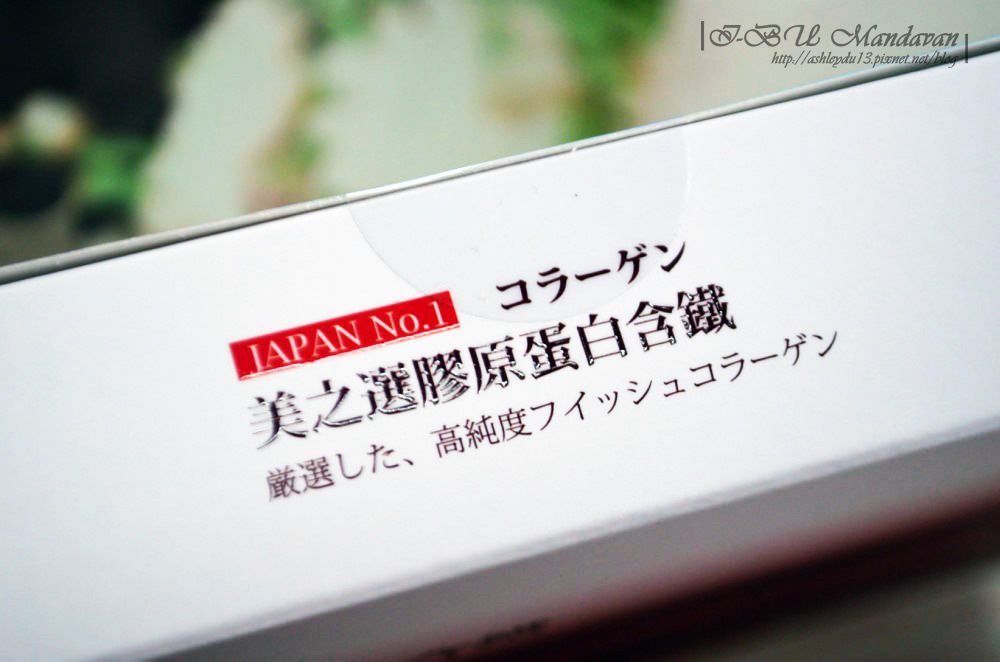 |I-BU Mandavan|
http://ashleydu13.pixnet.net/blog
コラーゲン
JAPAN No.1
美之選膠原蛋白含鐵
厳選した、高純度フィッシュコラーゲン